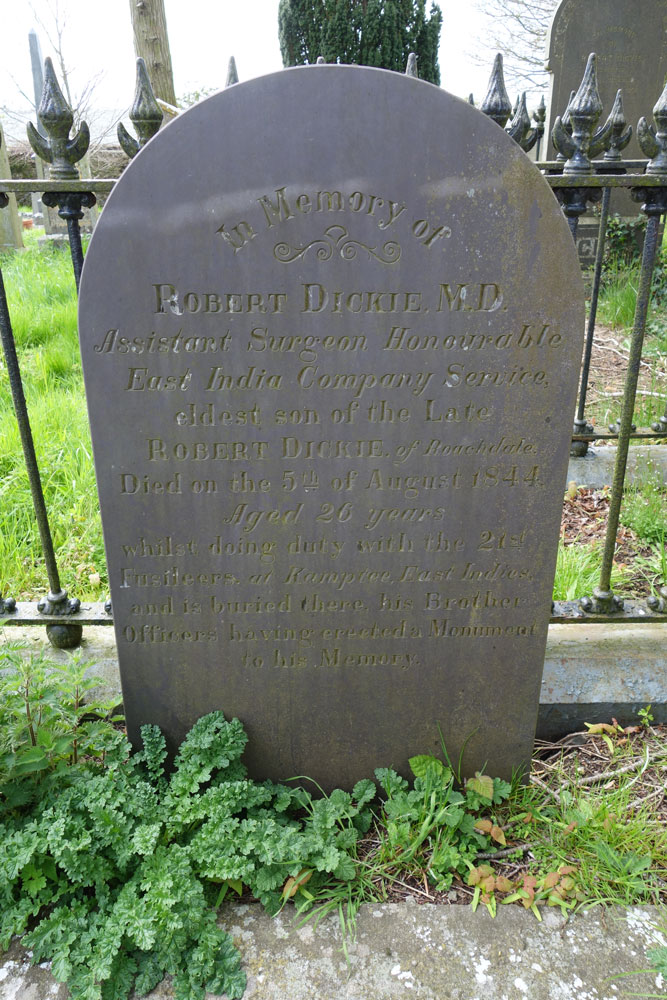 In Memory of
ROBERT DICKIE, M.D.
Assistant Surgeon Honourable
East India Company Service,
eldest son of the Late
ROBERT DICKIE, of Roachdale.
Died on the 5th of August 1844.
Aged 26 years
whilst doing duty with the 21st
Fusileers, at Kamptee, East Indies,
and is buried there, his Brother
Officers having erected a Monument
to his Memory.